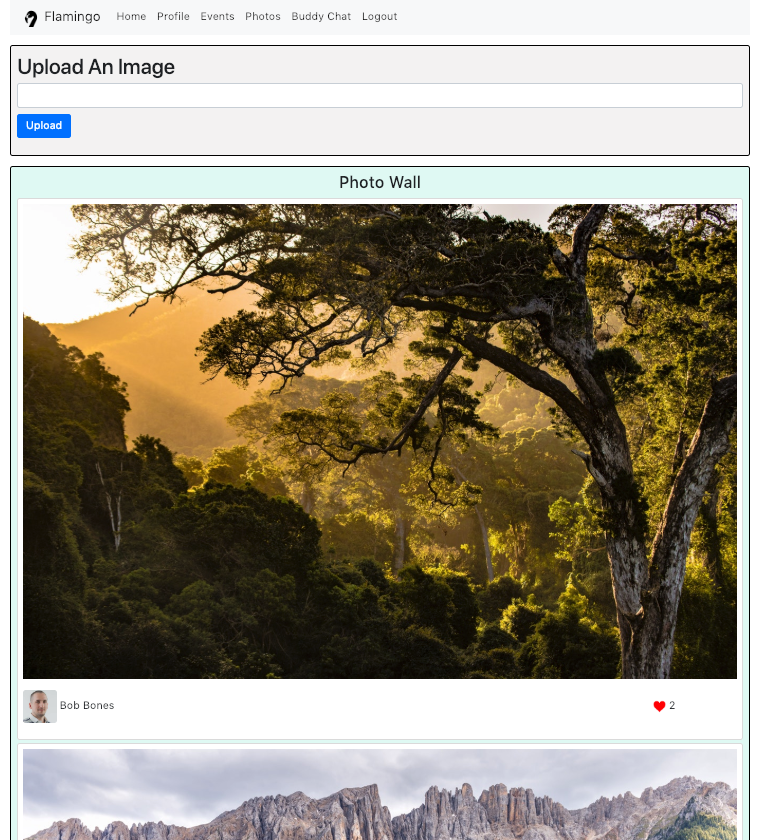 Flamingo Home Profile Events Photos Buddy Chat Logout
Upload An Image
Upload
Photo Wall
Bob Bones 2